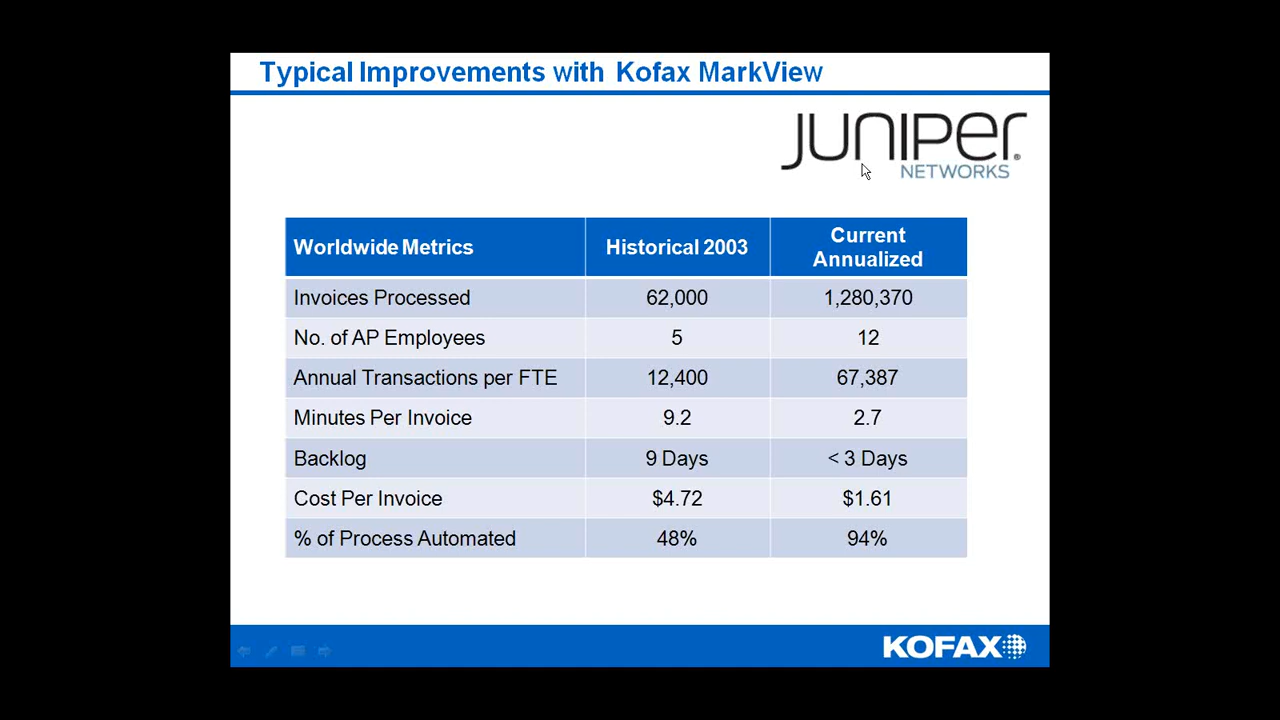 Typical Improvements with Kofax MarkView
JUNIPER
NETWORKS
Worldwide Metrics Historical 2003 Current Annualized
Invoices Processed 62,000 1,280,370
No. of AP Employees 5 12
Annual Transactions per FTE 12,400 67,387
Minutes Per Invoice 9.2 2.7
Backlog 9 Days < 3 Days
Cost Per Invoice $4.72 $1.61
% of Process Automated 48% 94%
KOFAX